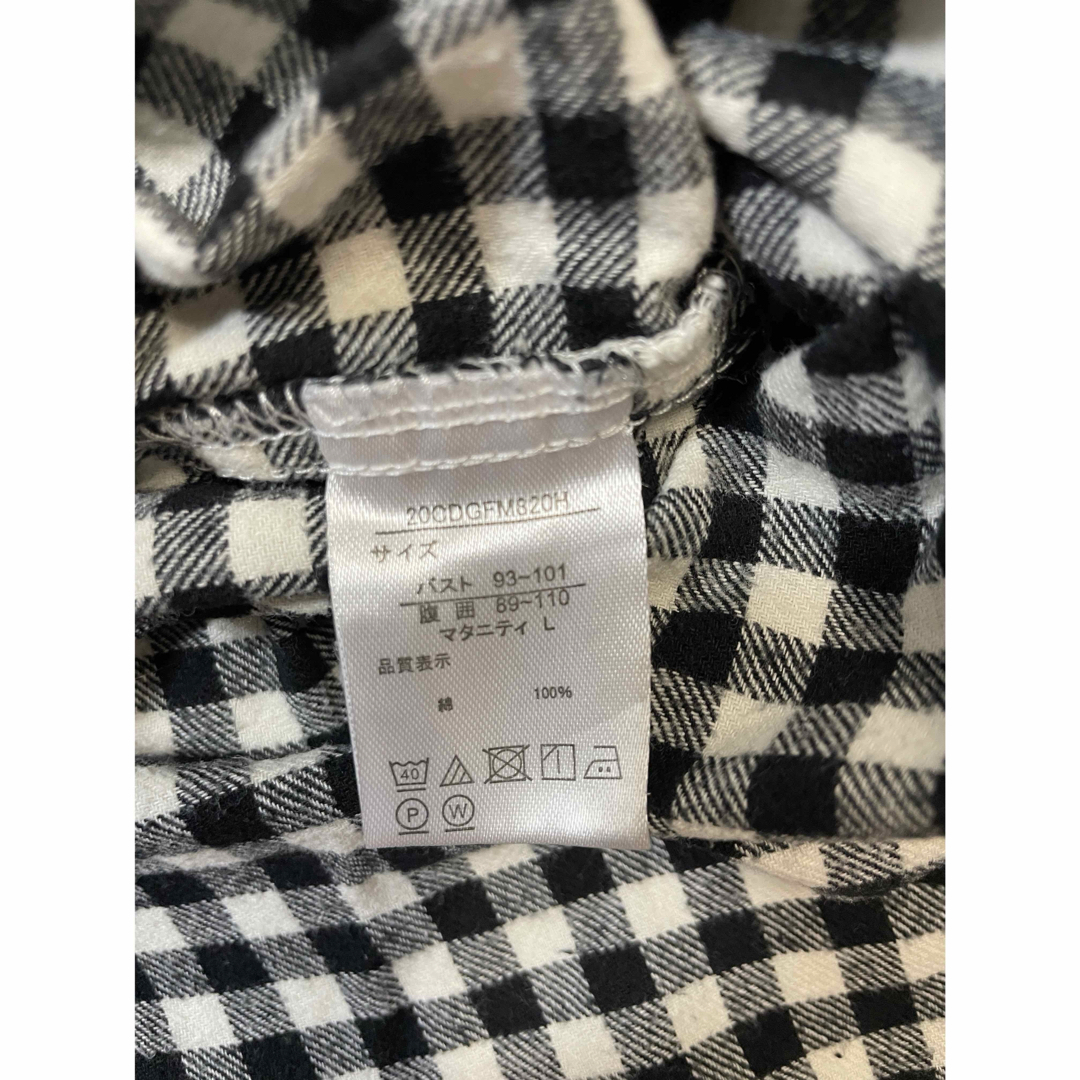 20CDGFM820H
サイズ
バスト 93~101
腹囲 89~110
マタニティ L
品質表示
綿 100%
40
P W